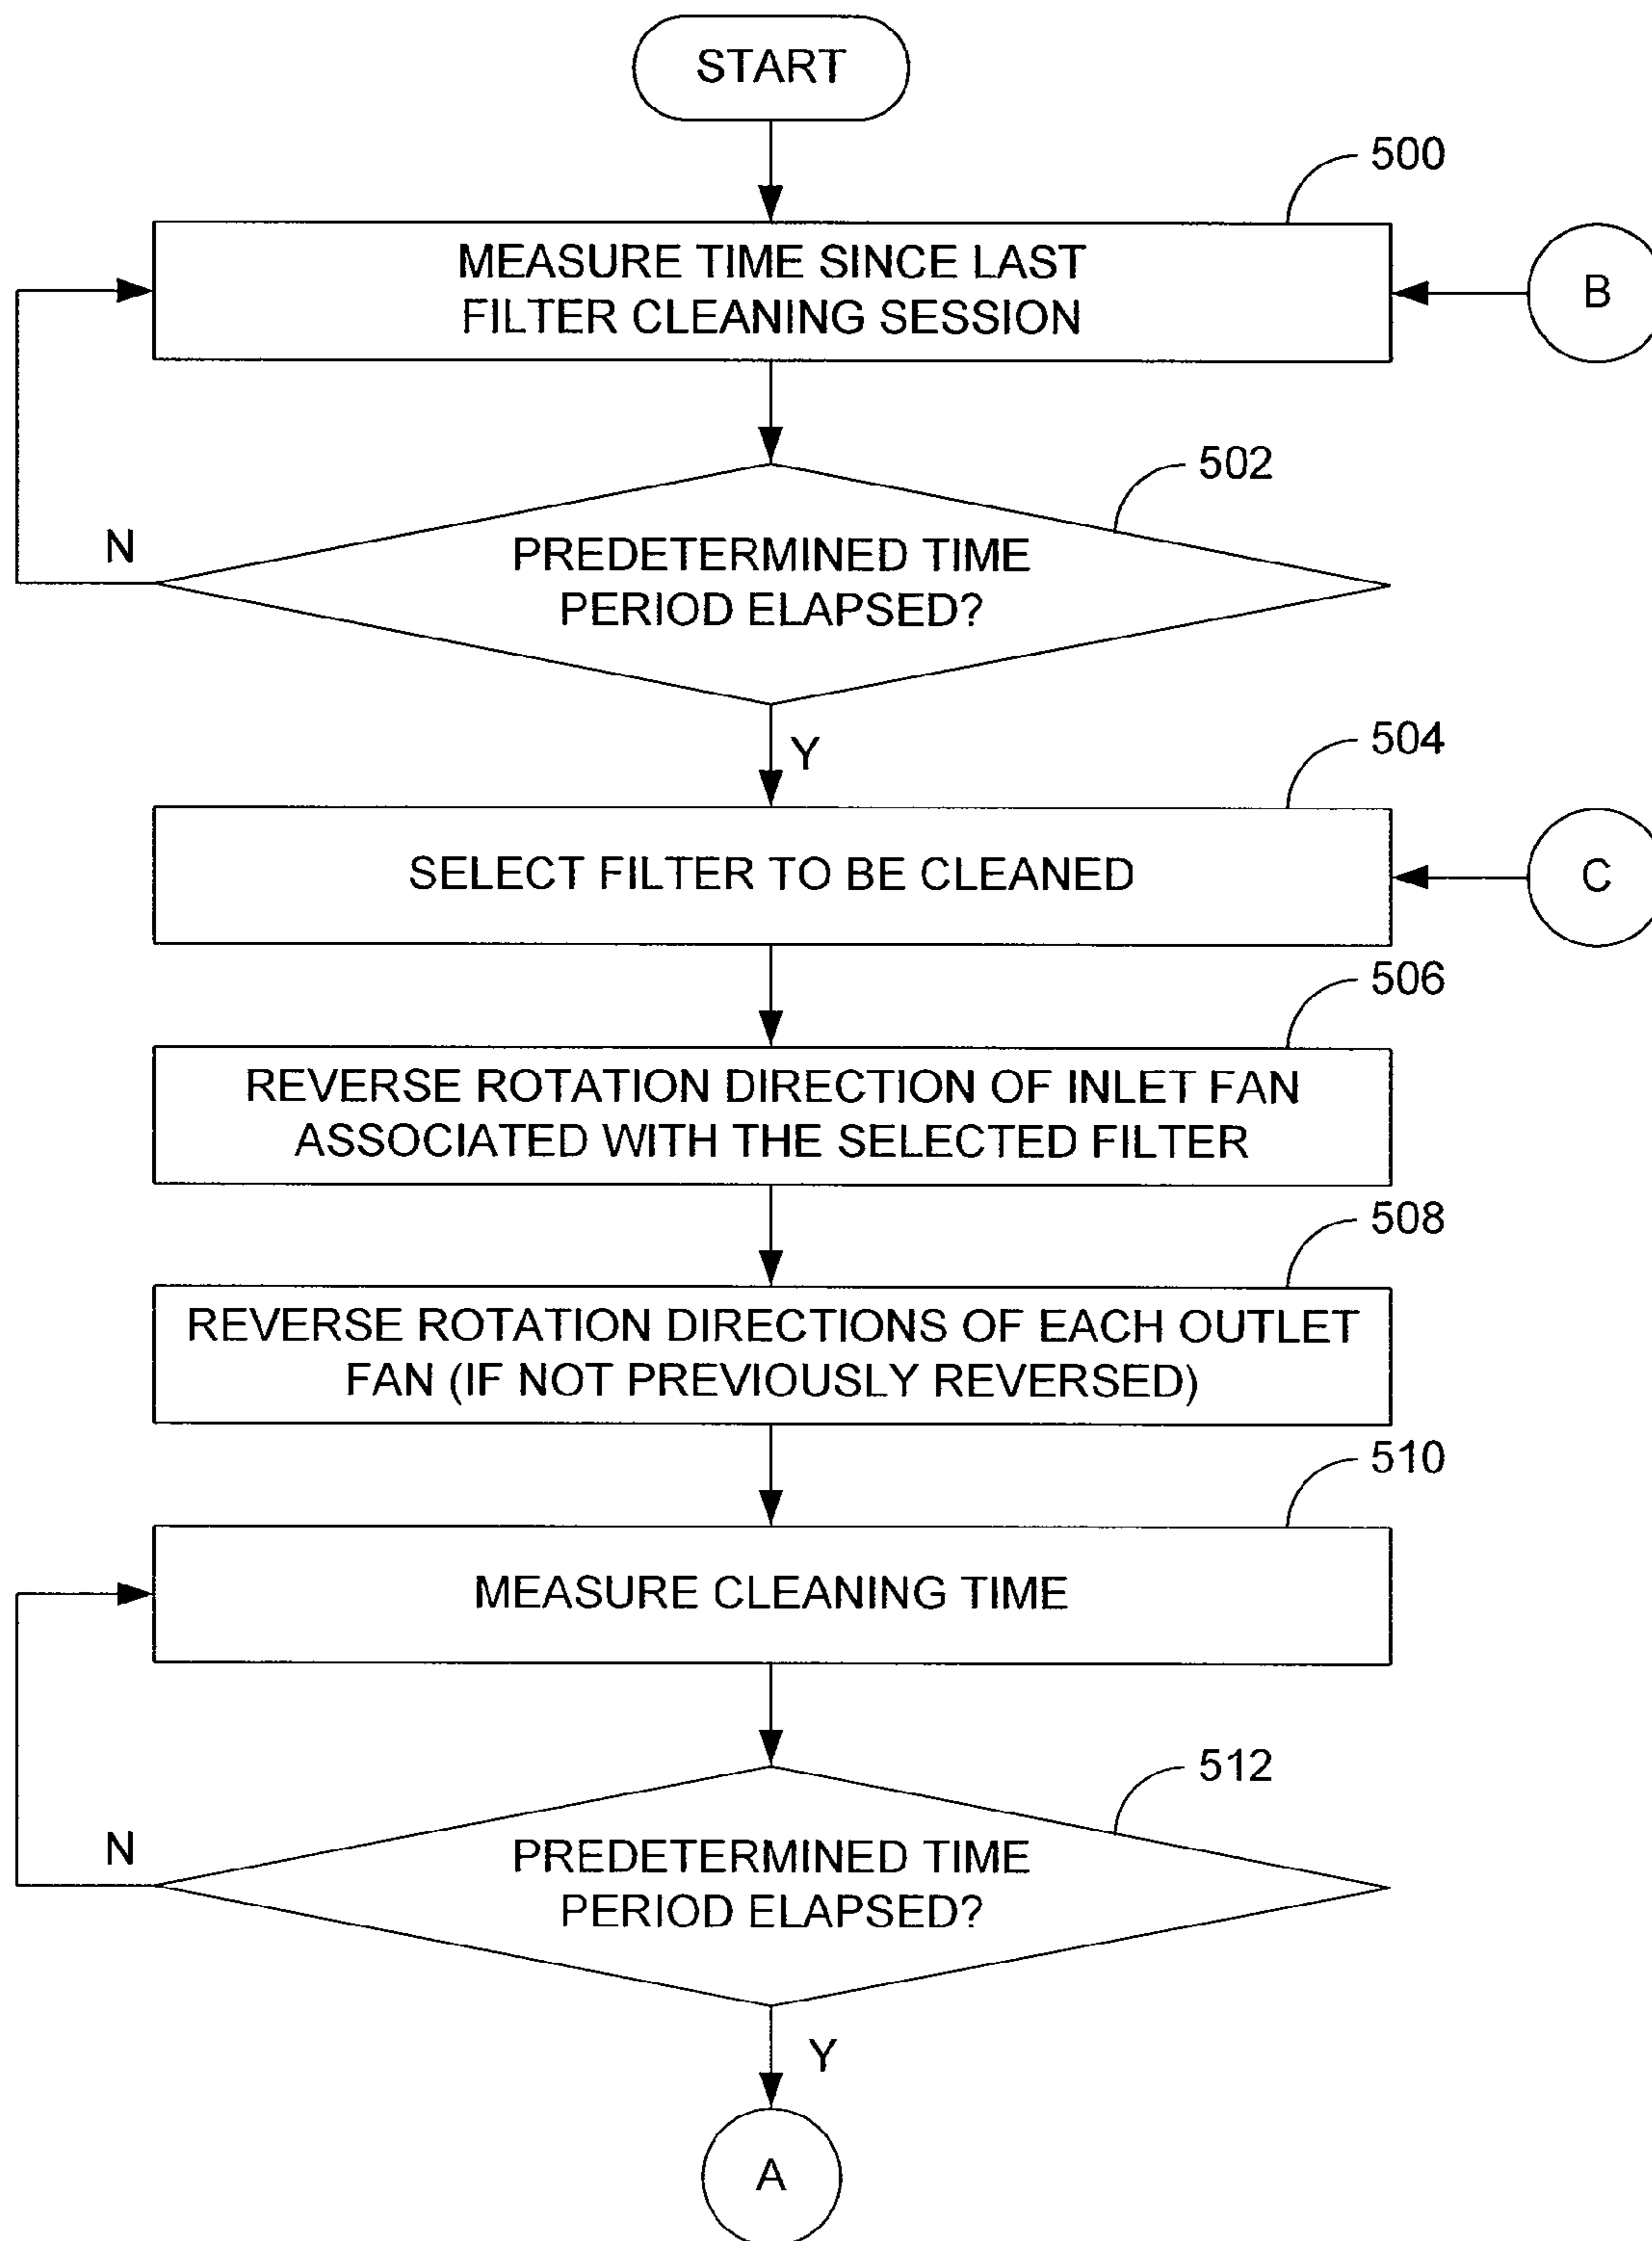 START
500
MEASURE TIME SINCE LAST
FILTER CLEANING SESSION
B
502
N
PREDETERMINED TIME
PERIOD ELAPSED?
Y
504
SELECT FILTER TO BE CLEANED
C
506
REVERSE ROTATION DIRECTION OF INLET FAN
ASSOCIATED WITH THE SELECTED FILTER
508
REVERSE ROTATION DIRECTIONS OF EACH OUTLET
FAN (IF NOT PREVIOUSLY REVERSED)
510
MEASURE CLEANING TIME
512
N
PREDETERMINED TIME
PERIOD ELAPSED?
Y
A